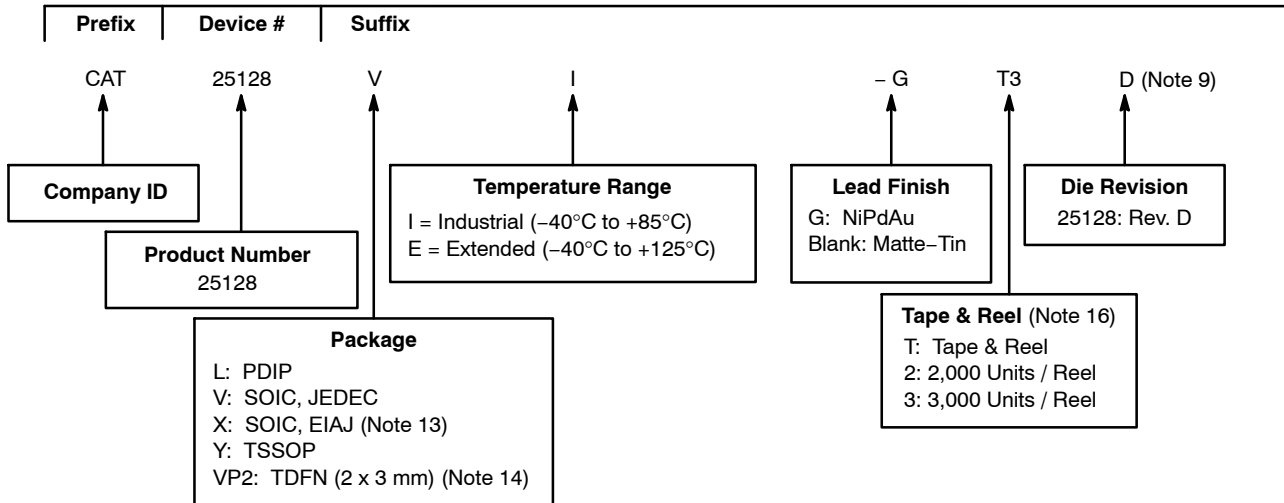 Prefix Device # Suffix
CAT 25128 V I – G T3 D (Note 9)
Company ID
Product Number
25128
Package
L: PDIP
V: SOIC, JEDEC
X: SOIC, EIAJ (Note 13)
Y: TSSOP
VP2: TDFN (2 x 3 mm) (Note 14)
Temperature Range
I = Industrial (−40°C to +85°C)
E = Extended (−40°C to +125°C)
Lead Finish
G: NiPdAu
Blank: Matte−Tin
Tape & Reel (Note 16)
T: Tape & Reel
2: 2,000 Units / Reel
3: 3,000 Units / Reel
Die Revision
25128: Rev. D